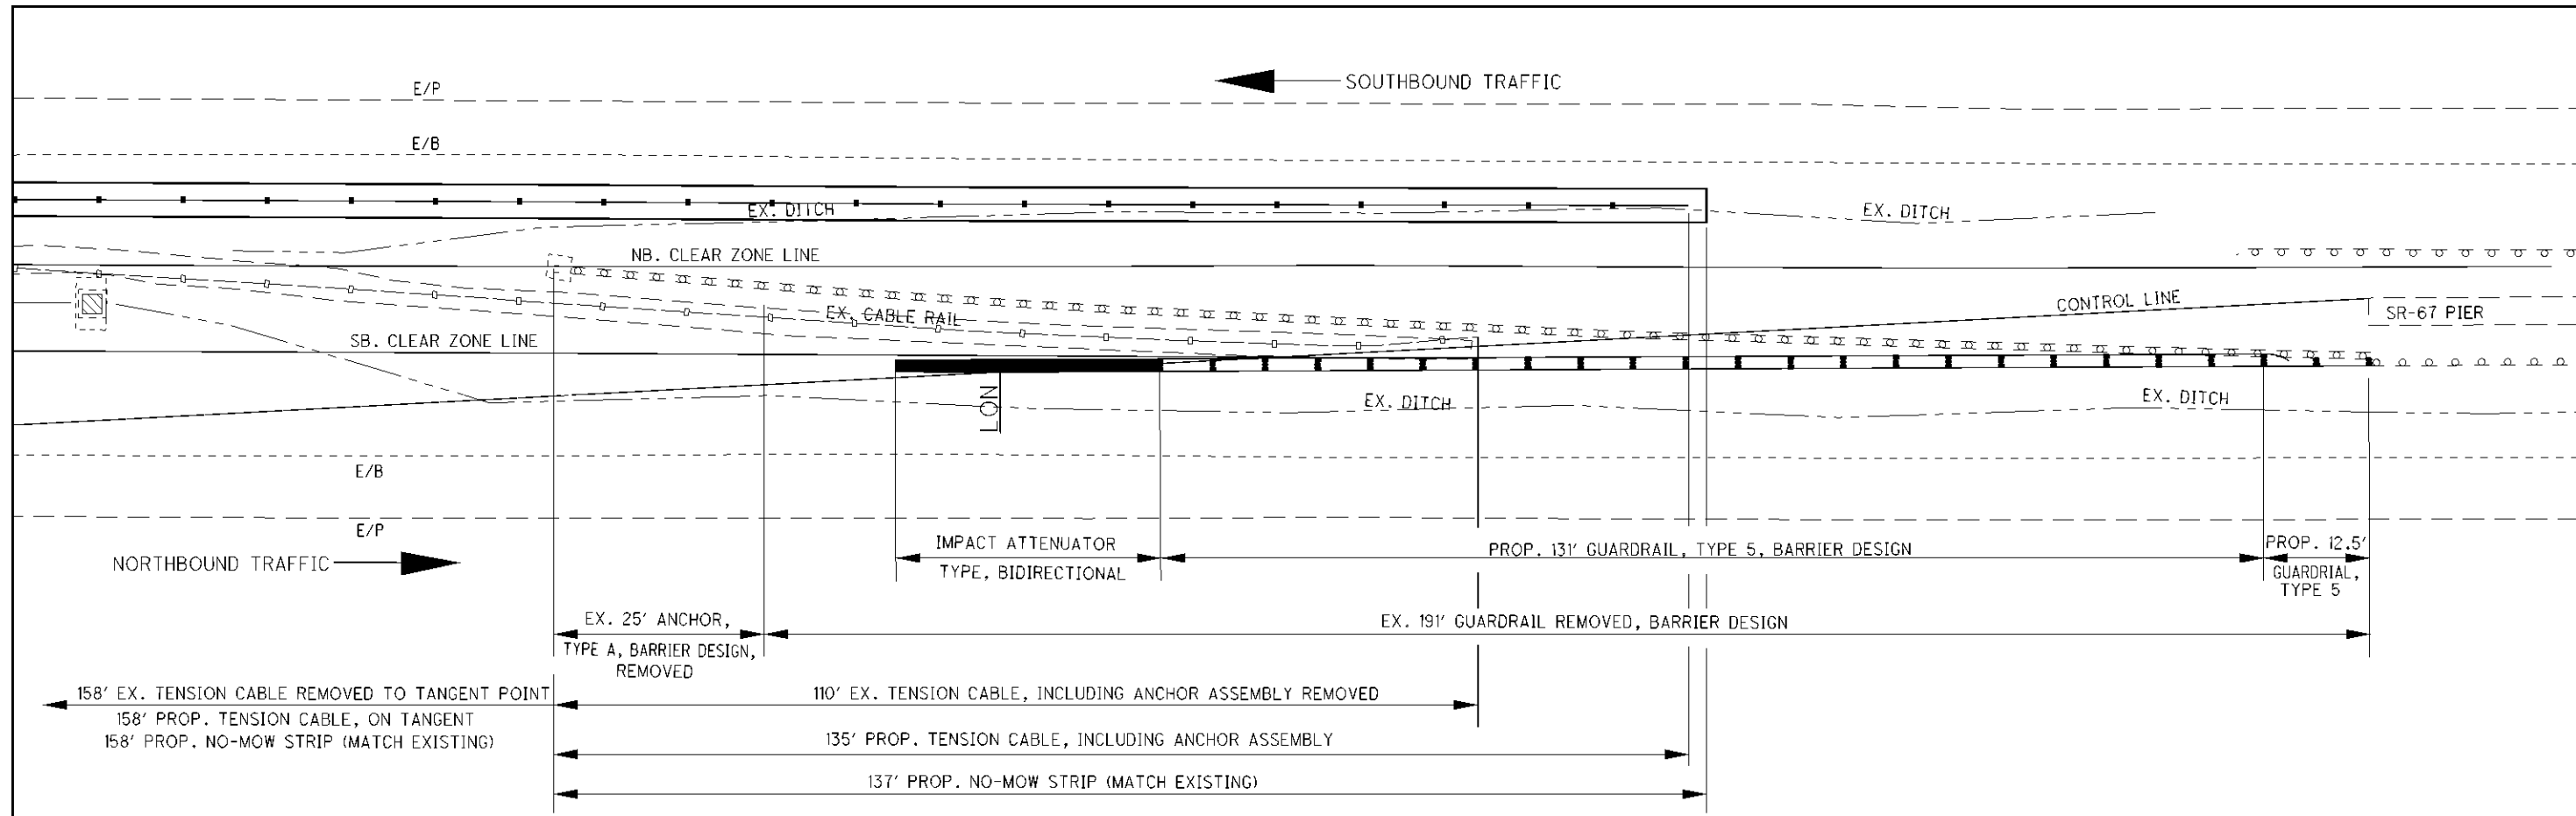 E/P
SOUTHBOUND TRAFFIC
E/B
EX. DITCH
EX. DITCH
NB. CLEAR ZONE LINE
CONTROL LINE
SR-67 PIER
EX. CABLE RAIL
SB. CLEAR ZONE LINE
LON
EX. DITCH
EX. DITCH
E/B
E/P
NORTHBOUND TRAFFIC
IMPACT ATTENUATOR
TYPE, BIDIRECTIONAL
PROP. 131' GUARDRAIL, TYPE 5, BARRIER DESIGN
PROP. 12.5'
GUARDRIAL,
TYPE 5
EX. 25' ANCHOR,
TYPE A, BARRIER DESIGN,
REMOVED
EX. 191' GUARDRAIL REMOVED, BARRIER DESIGN
158' EX. TENSION CABLE REMOVED TO TANGENT POINT
158' PROP. TENSION CABLE, ON TANGENT
158' PROP. NO-MOW STRIP (MATCH EXISTING)
110' EX. TENSION CABLE, INCLUDING ANCHOR ASSEMBLY REMOVED
135' PROP. TENSION CABLE, INCLUDING ANCHOR ASSEMBLY
137' PROP. NO-MOW STRIP (MATCH EXISTING)